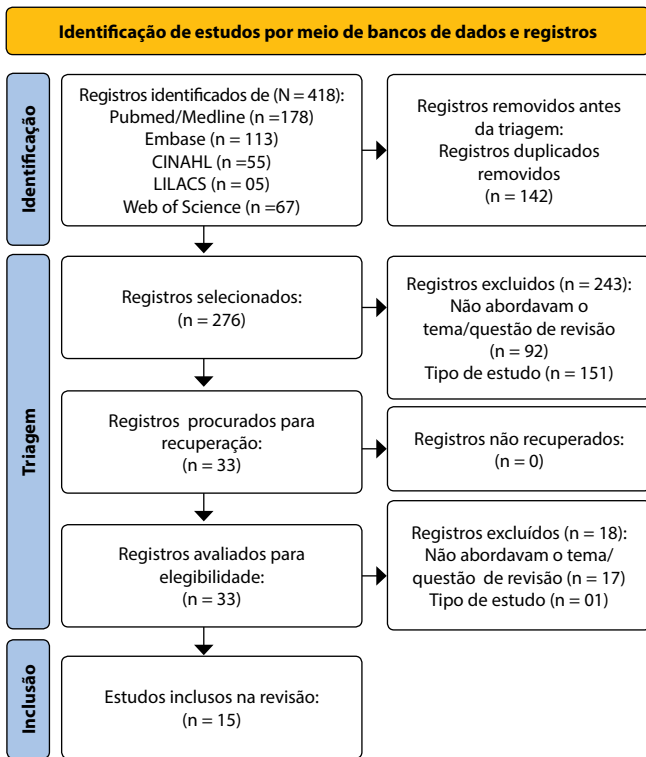 Identificação de estudos por meio de bancos de dados e registros
Identificação
Registros identificados de (N = 418):
Pubmed/Medline (n =178)
Embase (n = 113)
CINAHL (n =55)
LILACS (n = 05)
Web of Science (n =67)
Registros removidos antes
da triagem:
Registros duplicados
removidos
(n = 142)
Triagem
Registros selecionados:
(n = 276)
Registros excluidos (n = 243):
Não abordavam o
tema/questão de revisão
(n = 92)
Tipo de estudo (n = 151)
Registros procurados para
recuperação:
(n = 33)
Registros não recuperados:
(n = 0)
Registros avaliados para
elegibilidade:
(n = 33)
Registros excluídos (n = 18):
Não abordavam o tema/
questão de revisão (n = 17)
Tipo de estudo (n = 01)
Inclusão
Estudos inclusos na revisão:
(n = 15)